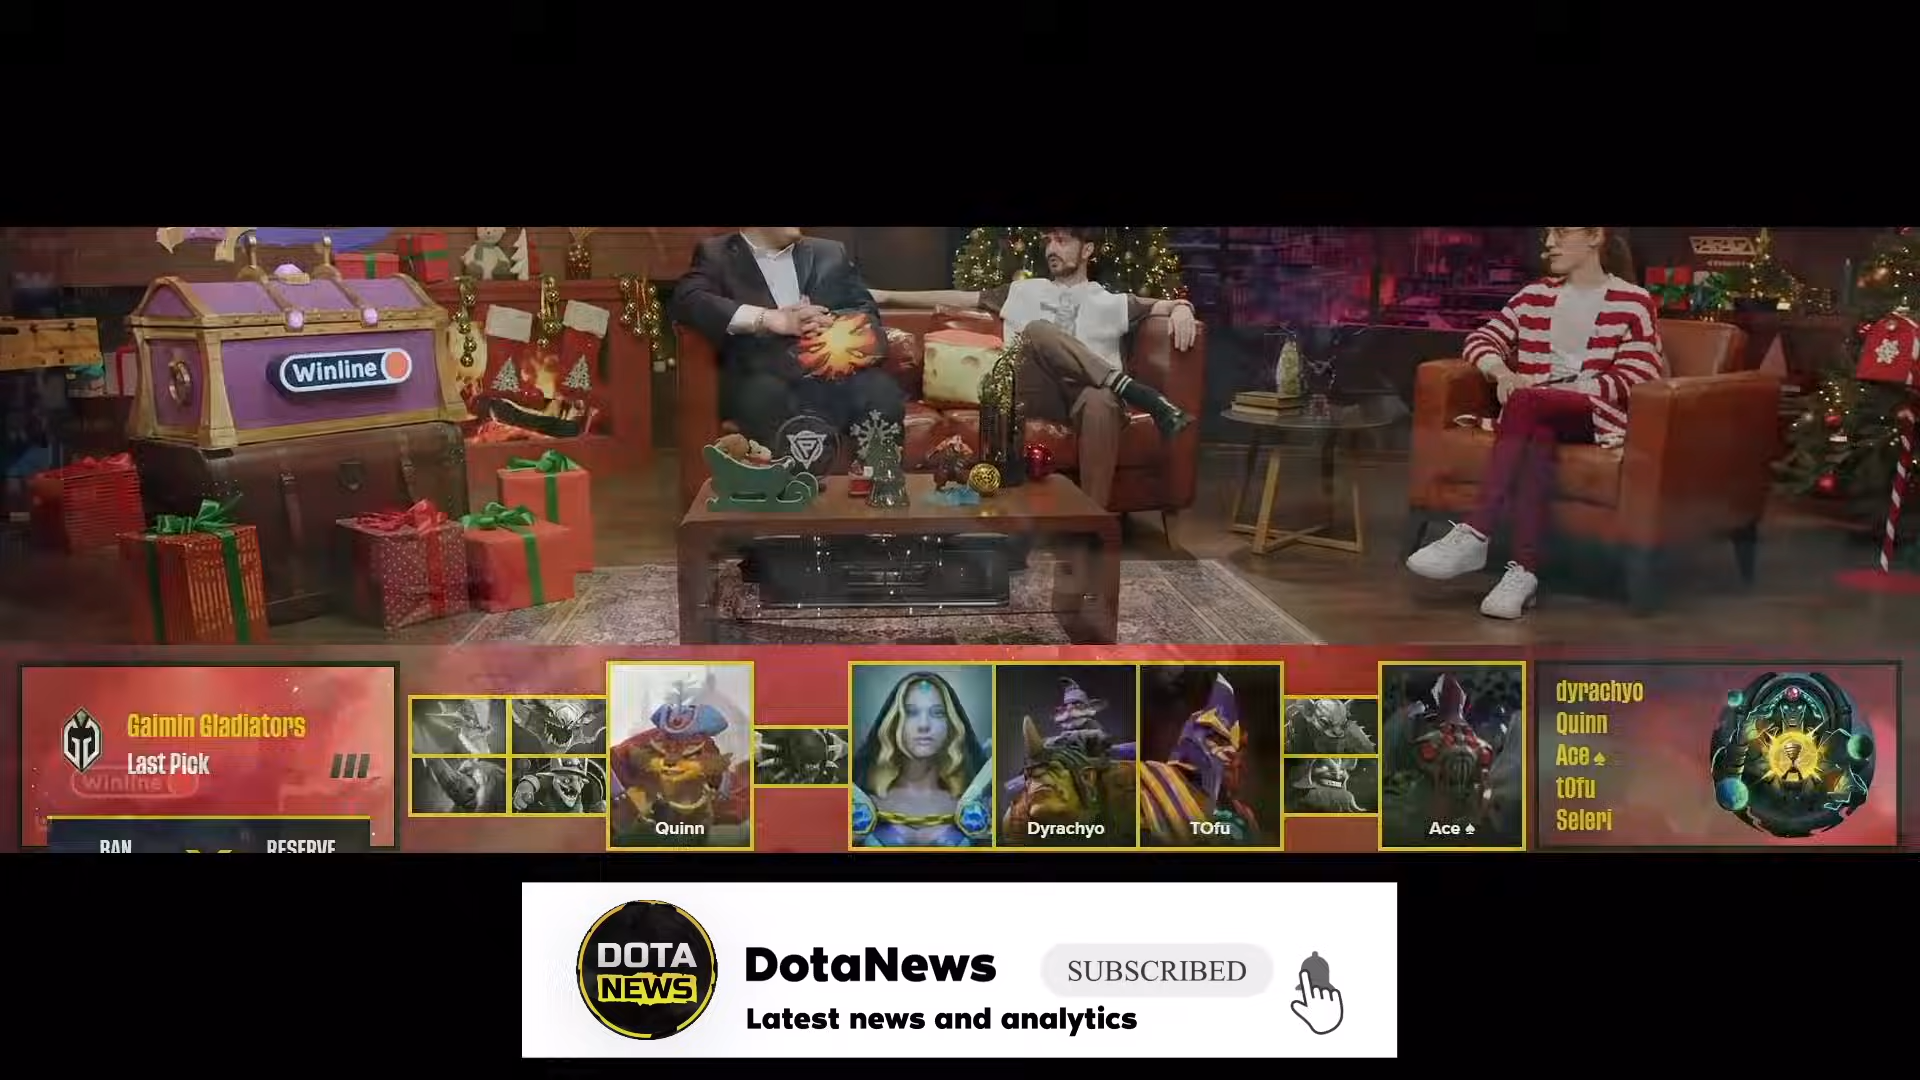 Winline
Gaimin Gladiators
Last Pick
Winline
BAN
RESERVE
Quinn
Dyrachyo
TOfu
Ace ♠
dyrachyo
Quinn
Ace ♠
tOfu
Seleri
DOTA
NEWS
DotaNews
SUBSCRIBED
Latest news and analytics